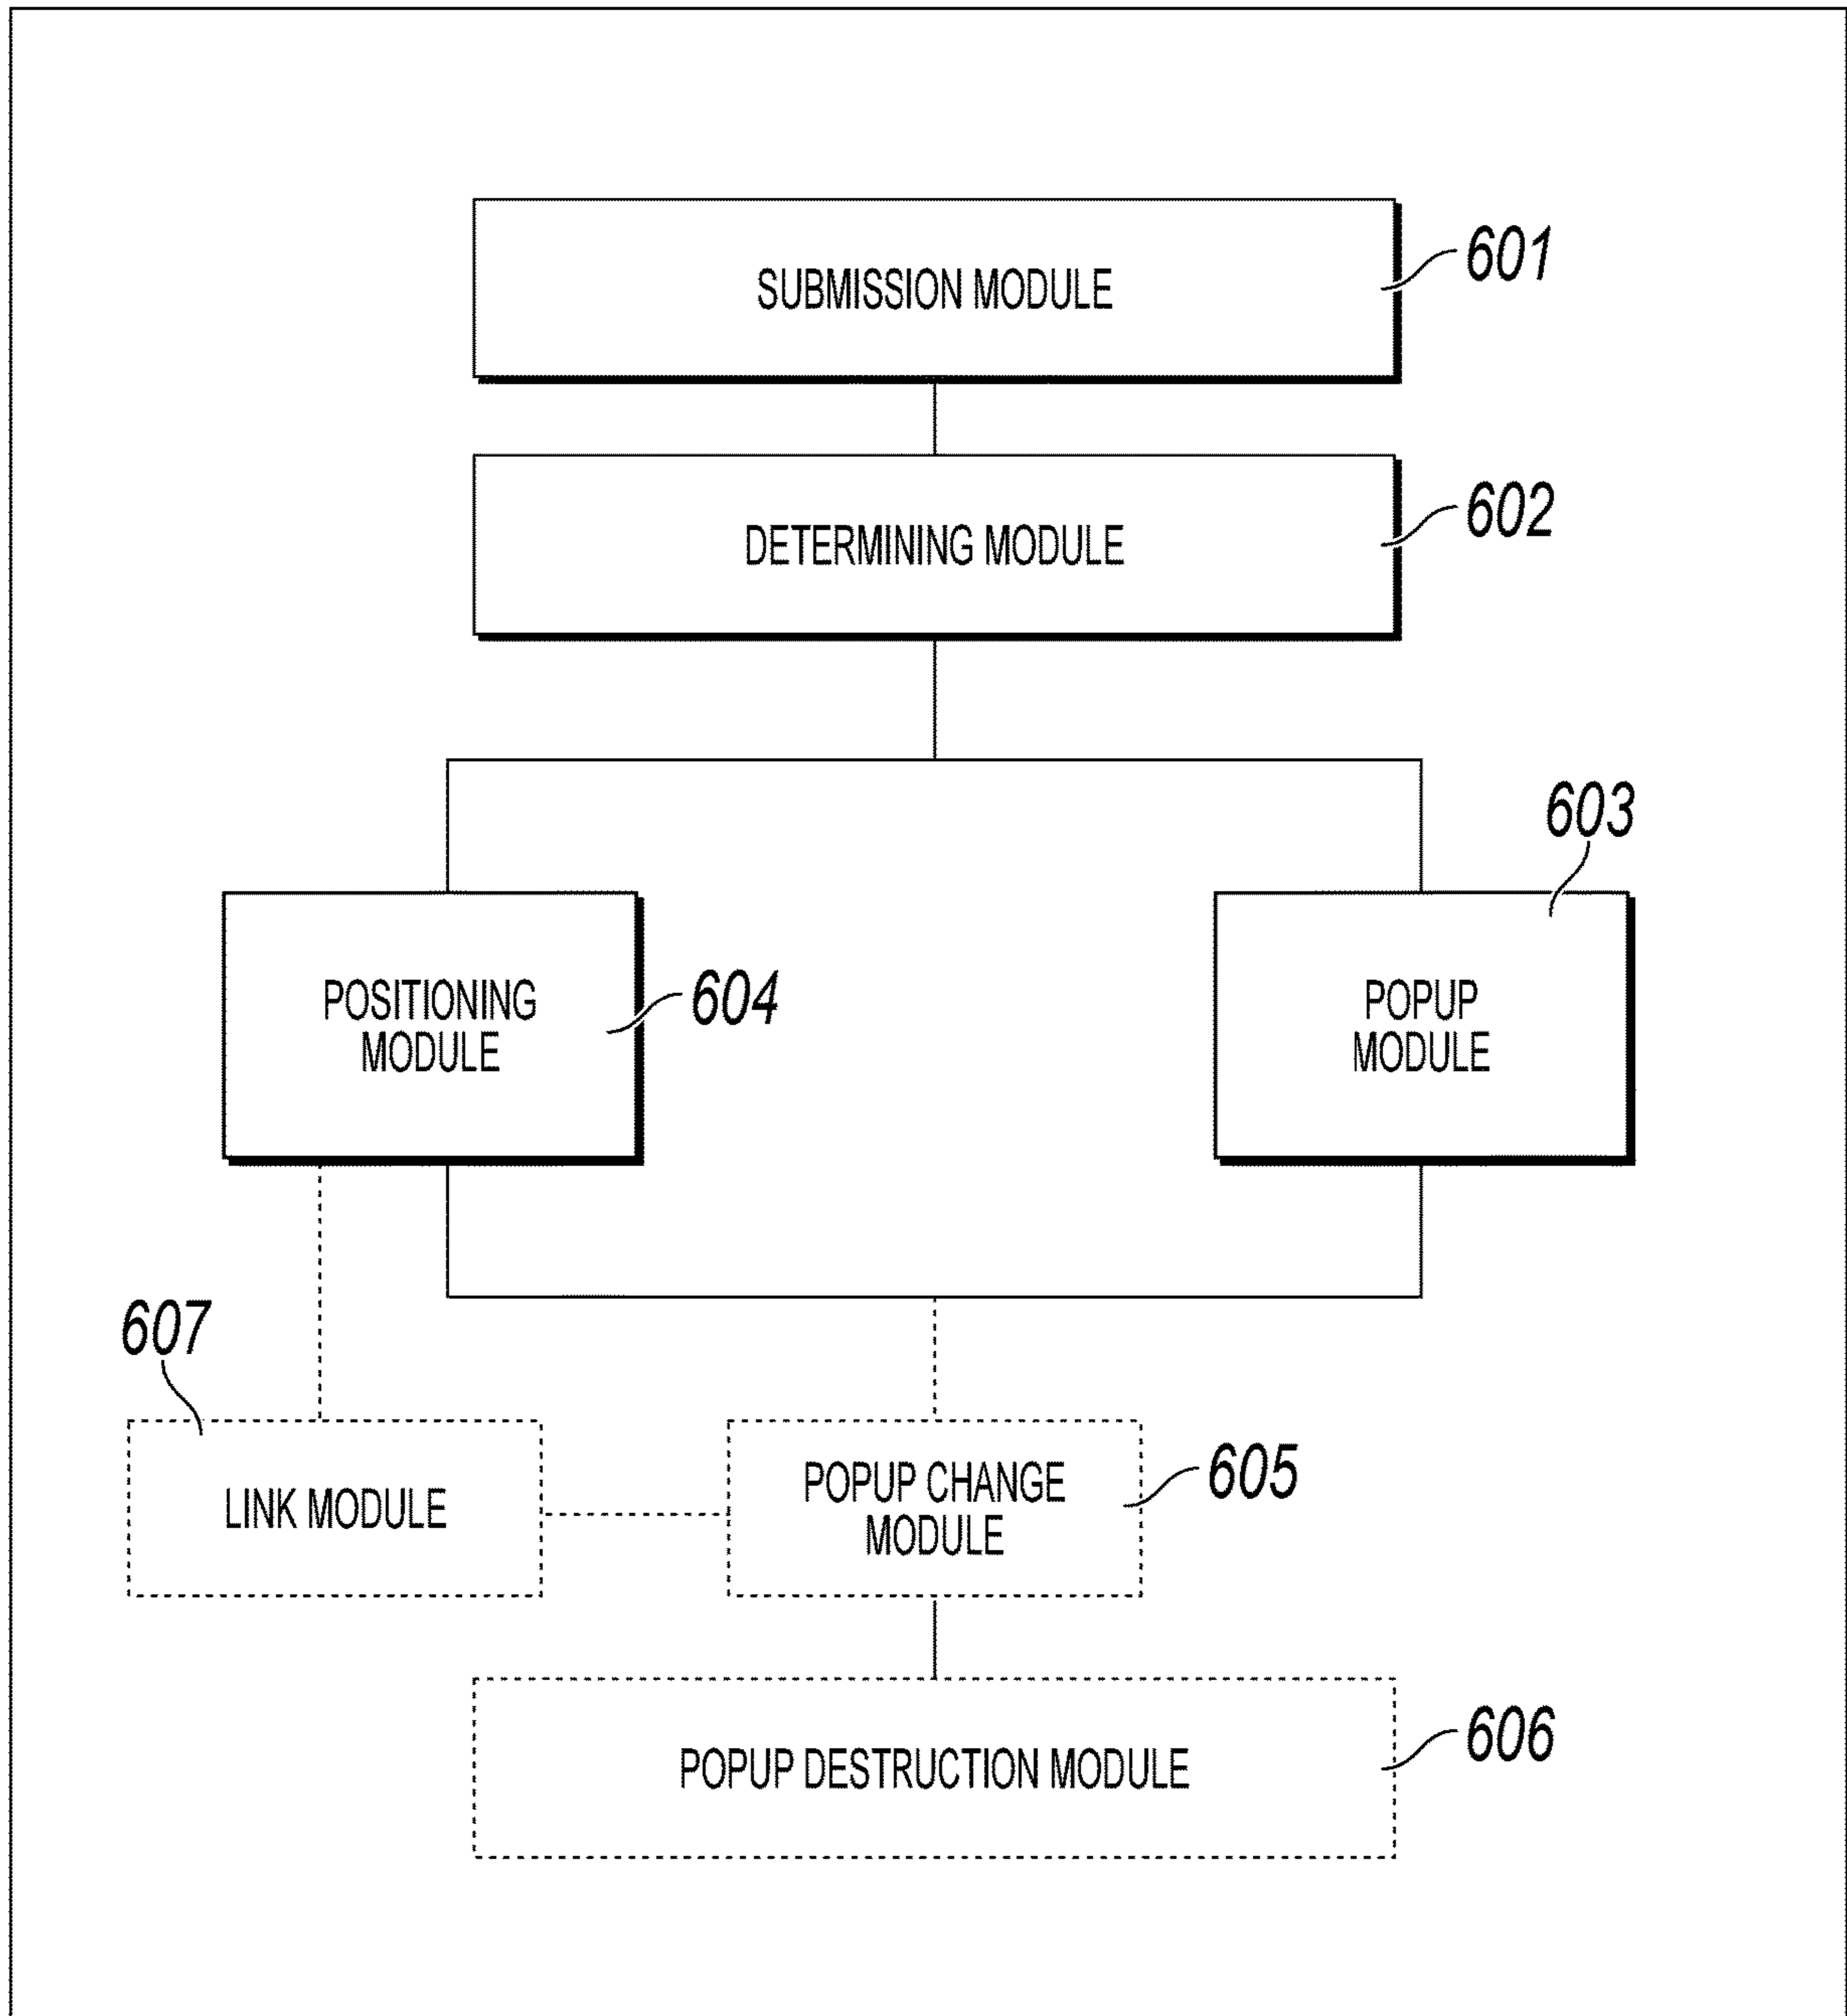 SUBMISSION MODULE
601
DETERMINING MODULE
602
603
POSITIONING
MODULE
604
POPUP
MODULE
607
LINK MODULE
POPUP CHANGE
MODULE
605
POPUP DESTRUCTION MODULE
606